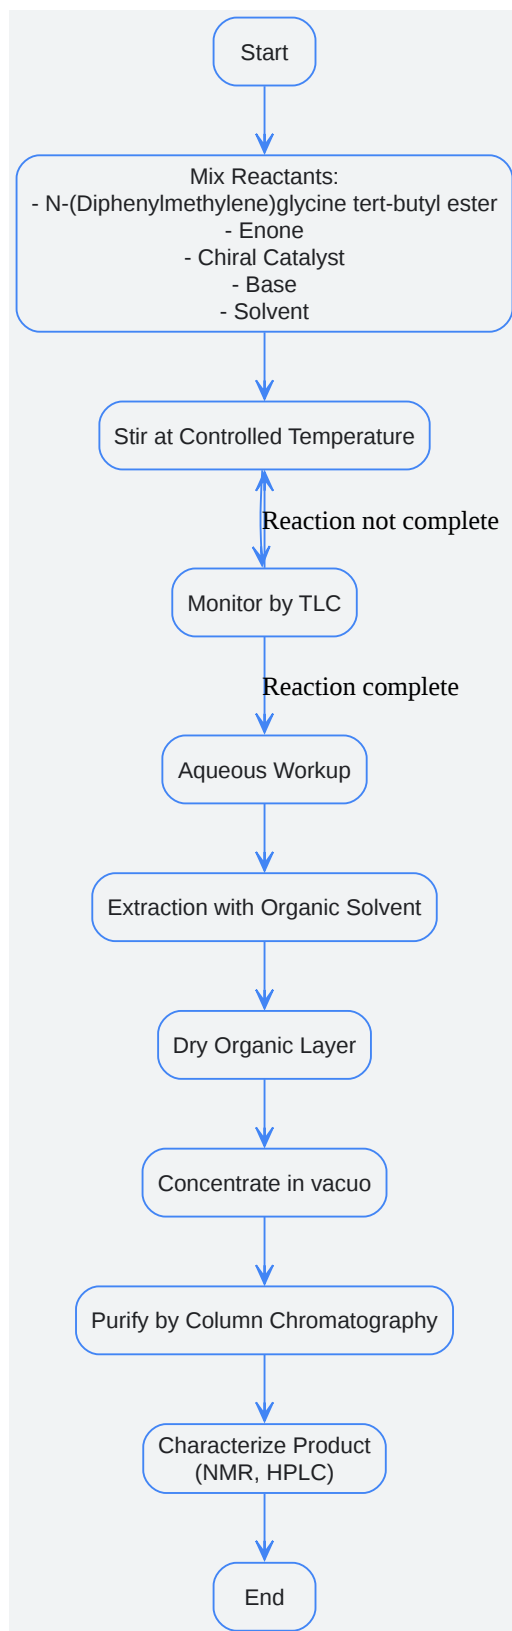 Start
Mix Reactants:
- N-(Diphenylmethylene)glycine tert-butyl ester
- Enone
- Chiral Catalyst
- Base
- Solvent
Stir at Controlled Temperature
Reaction not complete
Monitor by TLC
Reaction complete
Aqueous Workup
Extraction with Organic Solvent
Dry Organic Layer
Concentrate in vacuo
Purify by Column Chromatography
Characterize Product
(NMR, HPLC)
End